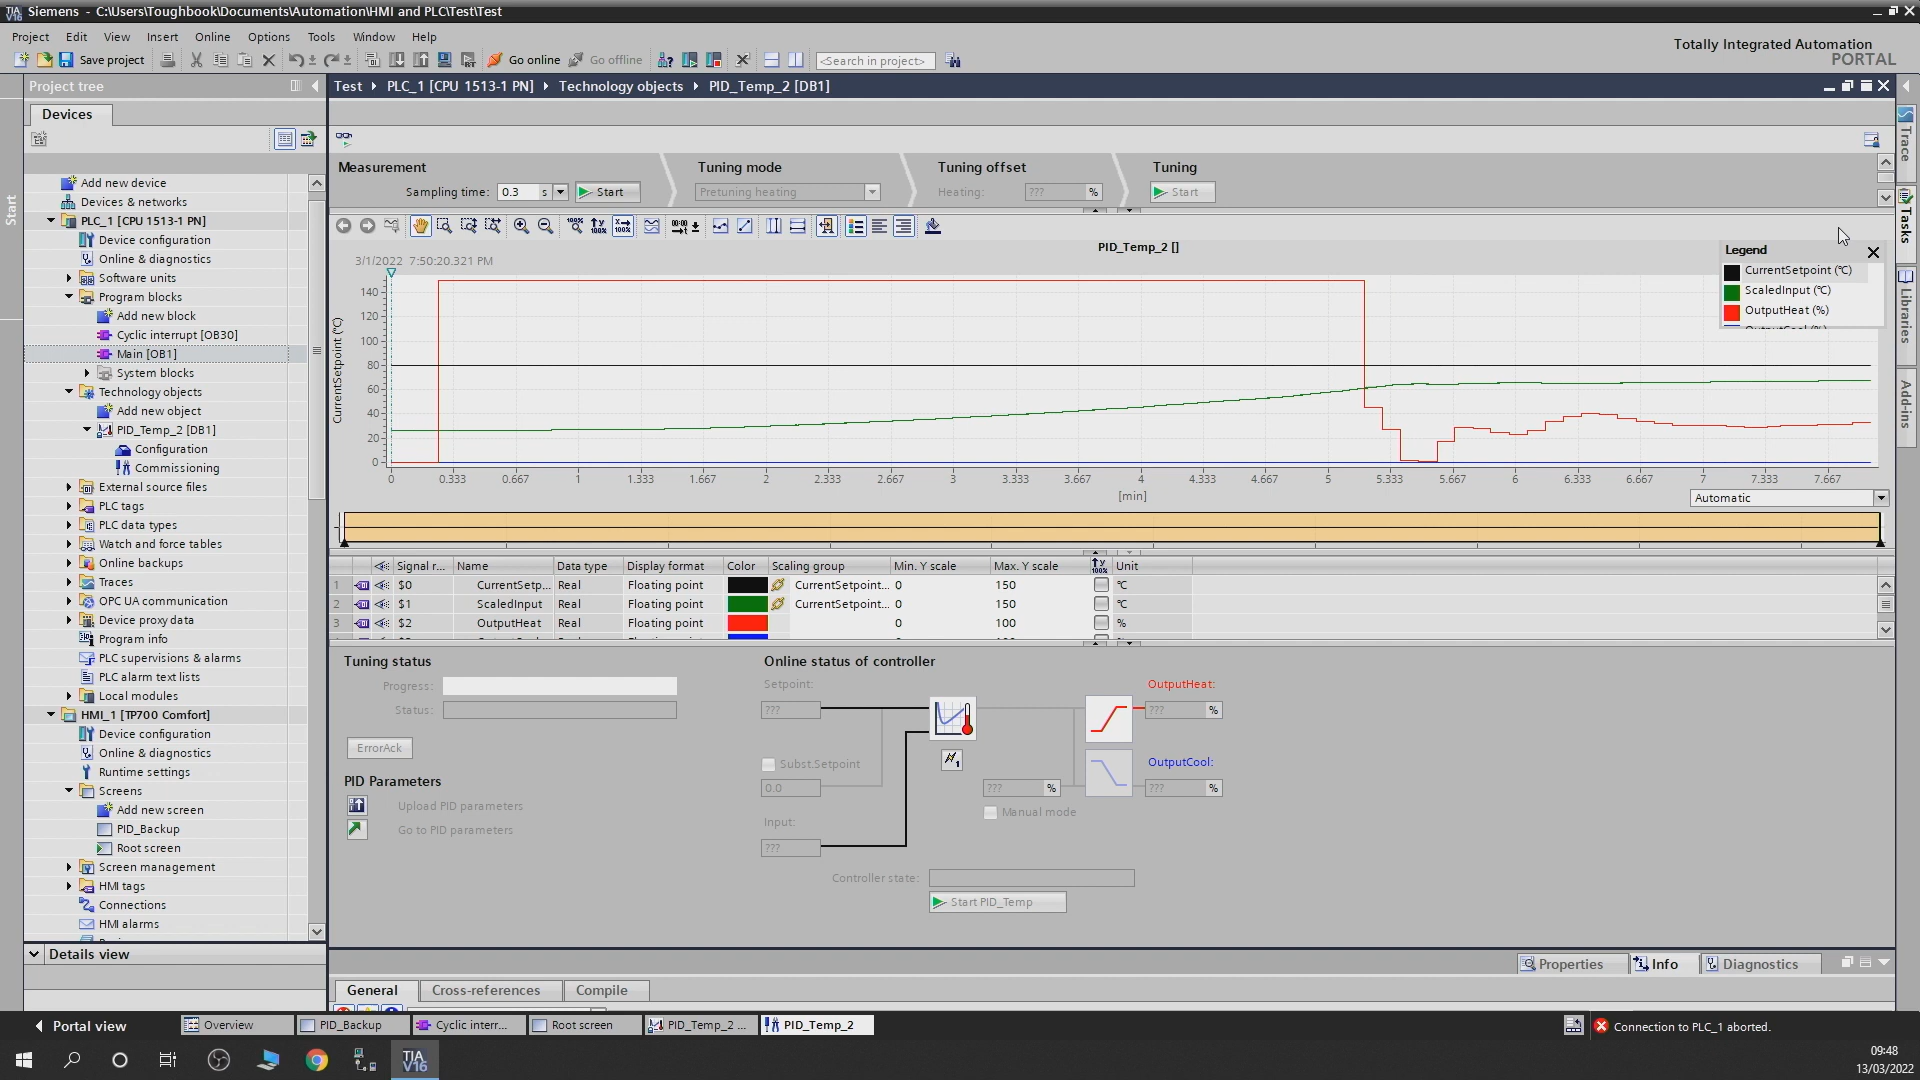 Siemens - C:\Users\Toughbook\Documents\Automation\HMI and PLC\Test\Test
Project Edit View Insert Online Options Tools Window Help
Totally Integrated Automation
PORTAL
Save project Go online Go offline <Search in project>
Project tree
Test PLC_1 [CPU 1513-1 PN] Technology objects PID_Temp_2 [DB1]
Devices
Start
Add new device
Devices & networks
PLC_1 [CPU 1513-1 PN]
Device configuration
Online & diagnostics
Software units
Program blocks
Add new block
Cyclic interrupt [OB30]
Main [OB1]
System blocks
Technology objects
Add new object
PID_Temp_2 [DB1]
Configuration
Commissioning
External source files
PLC tags
PLC data types
Watch and force tables
Online backups
Traces
OPC UA communication
Device proxy data
Program info
PLC supervisions & alarms
PLC alarm text lists
Local modules
HMI_1 [TP700 Comfort]
Device configuration
Online & diagnostics
Runtime settings
Screens
Add new screen
PID_Backup
Root screen
Screen management
HMI tags
Connections
HMI alarms
Details view
Measurement Tuning mode Tuning offset Tuning
Sampling time: 0.3 s Start Pretuning heating Heating: ??? % Start
PID_Temp_2 []
3/1/2022 7:50:20.321 PM
Legend
CurrentSetpoint (℃)
ScaledInput (℃)
OutputHeat (%)
OutputCool (%)
CurrentSetpoint (℃)
140
120
100
80
60
40
20
0
0 0.333 0.667 1 1.333 1.667 2 2.333 2.667 3 3.333 3.667 4 4.333 4.667 5 5.333 5.667 6 6.333 6.667 7 7.333 7.667
[min]
Automatic
Signal r... Name Data type Display format Color Scaling group Min. Y scale Max. Y scale Unit
1 $0 CurrentSetp... Real Floating point CurrentSetpoint... 0 150 ℃
2 $1 ScaledInput Real Floating point CurrentSetpoint... 0 150 ℃
3 $2 OutputHeat Real Floating point 0 100 %
Tuning status
Progress:
Status:
ErrorAck
PID Parameters
Upload PID parameters
Go to PID parameters
Online status of controller
Setpoint:
???
Subst.Setpoint
0.0
Input:
???
??? %
Manual mode
OutputHeat:
??? %
OutputCool:
??? %
Controller state:
Start PID_Temp
Trace
Tasks
Libraries
Add-ins
Properties Info Diagnostics
General Cross-references Compile
Portal view Overview PID_Backup Cyclic interr... Root screen PID_Temp_2 ... PID_Temp_2 Connection to PLC_1 aborted.
TIA
V16
09:48
13/03/2022